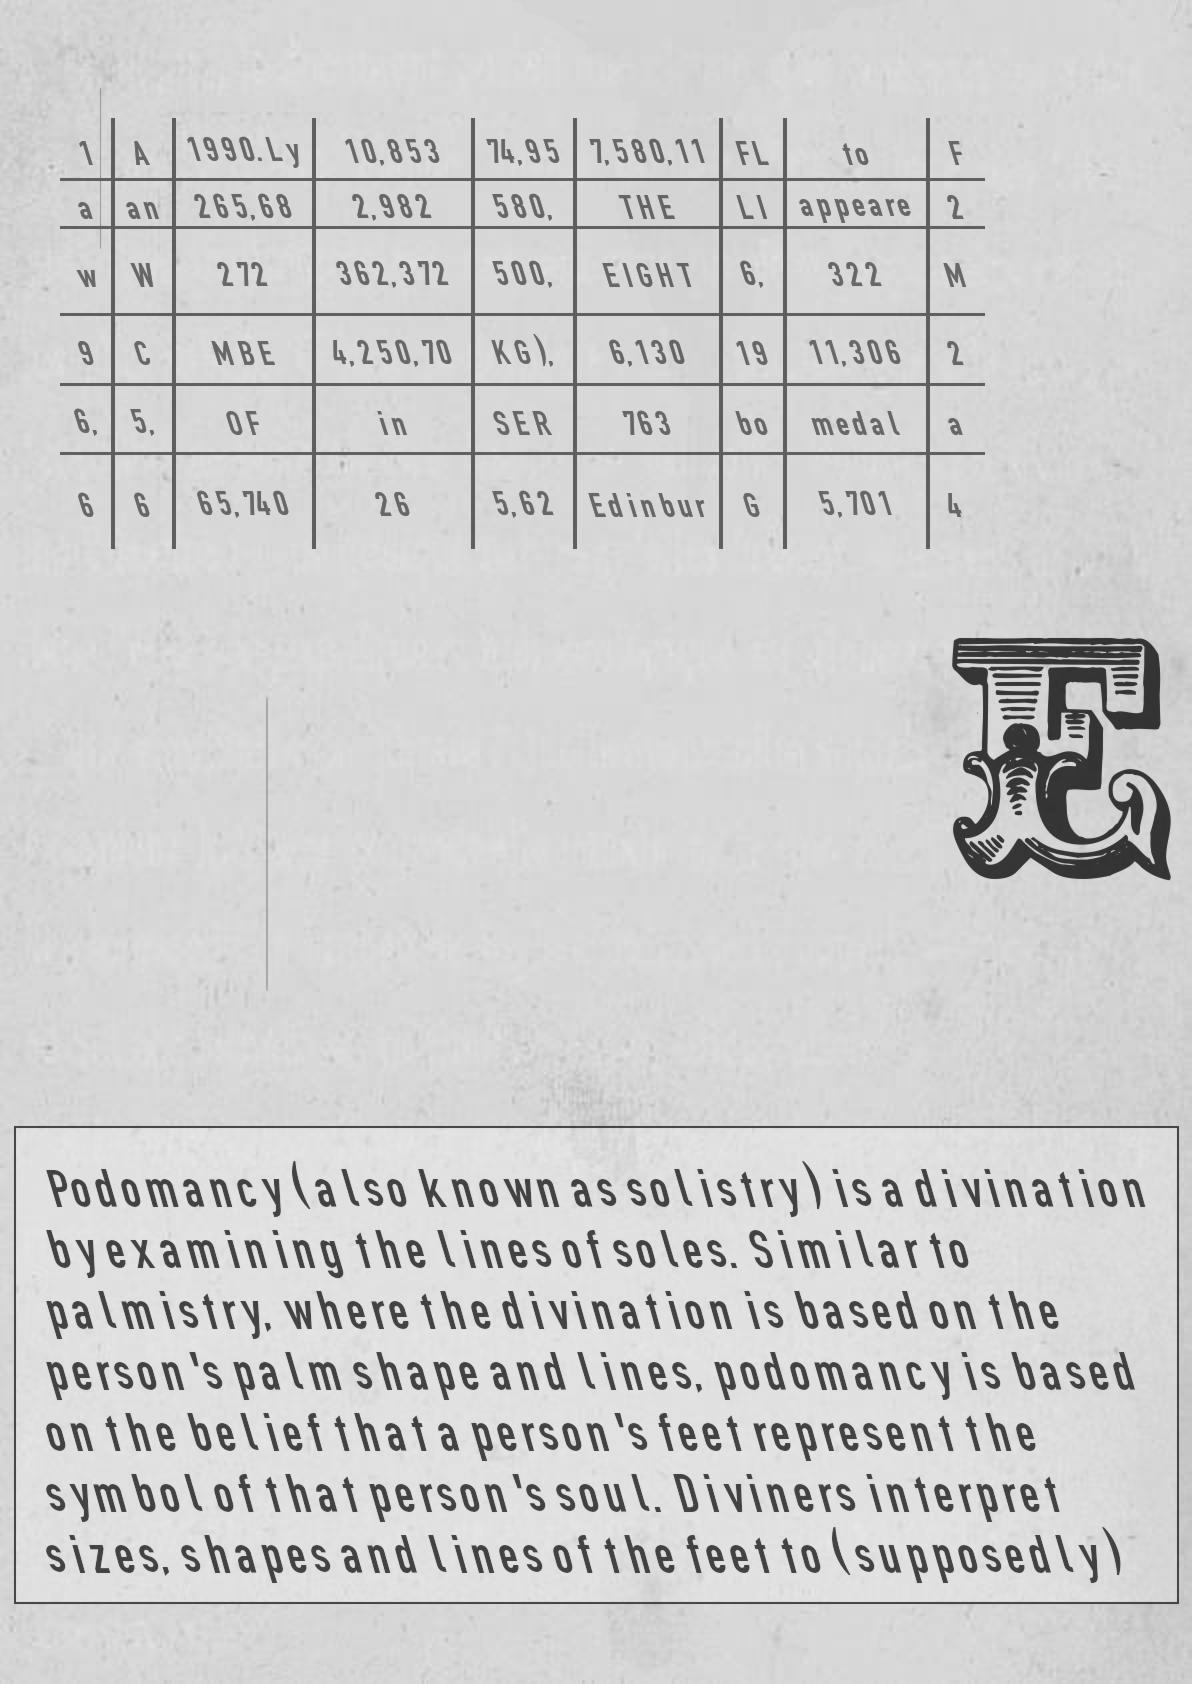 1 A 1990.Ly 10,853 74,95 7,580,11 FL to F
a an 265,68 2,982 580, THE LI appeare 2
w W 272 362,372 500, EIGHT 6, 322 M
9 C MBE 4,250,70 KG), 6,130 19 11,306 2
6, 5, OF in SER 763 bo medal a
6 6 65,740 26 5,62 Edinbur G 5,701 4
E
Podomancy (also known as solistry) is a divination
by examining the lines of soles. Similar to
palmistry, where the divination is based on the
person's palm shape and lines, podomancy is based
on the belief that a person's feet represent the
symbol of that person's soul. Diviners interpret
sizes, shapes and lines of the feet to (supposedly)